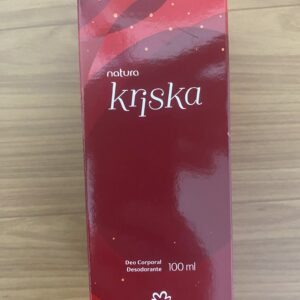 natura
kriska
Deo Corporal
Desodorante 100 ml